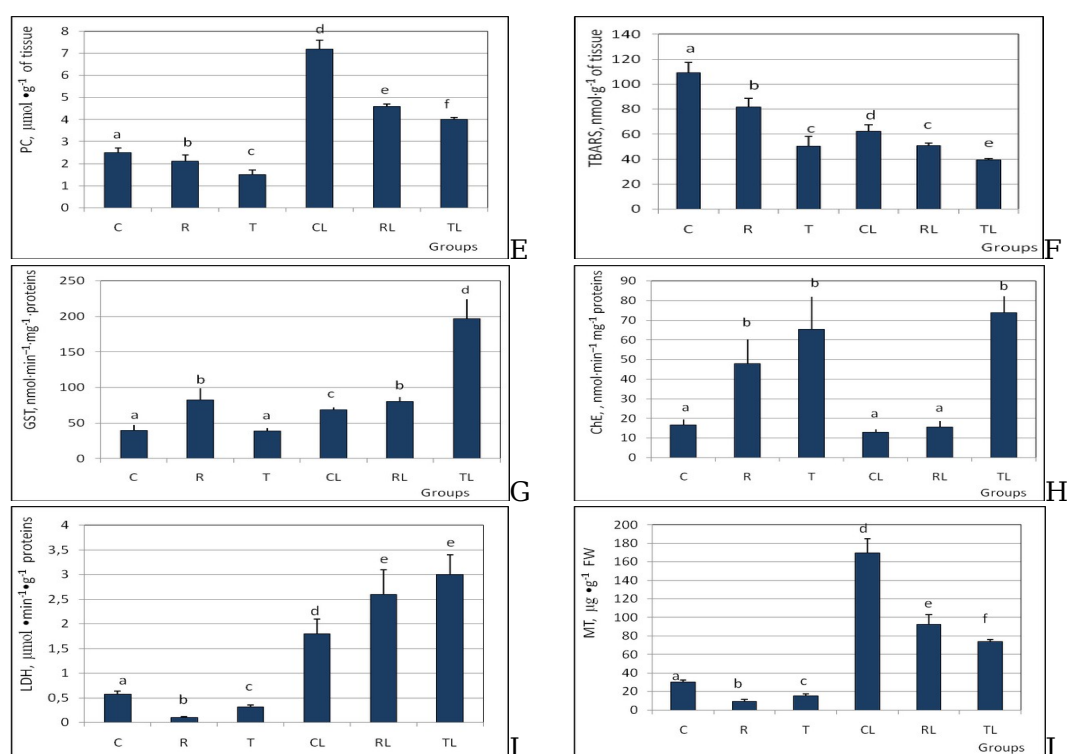 PC, µmol •g⁻¹ of tissue
8
7
6
5
4
3
2
1
0
a
b
c
d
e
f
C R T CL RL TL
Groups
E
TBARS, nmol·g⁻¹ of tissue
140
120
100
80
60
40
20
0
a
b
c
d
c
e
C R T CL RL TL
Groups
F
GST, nmol·min⁻¹·mg⁻¹·proteins
250
200
150
100
50
0
a
b
a
c
b
d
C R T CL RL TL
Groups
G
ChE,, nmol·min⁻¹ mg⁻¹ proteins
90
80
70
60
50
40
30
20
10
0
a
b
b
a
a
b
C R T CL RL TL
Groups
H
LDH, µmol •min⁻¹•g⁻¹ proteins
4
3,5
3
2,5
2
1,5
1
0,5
0
a
b
c
d
e
e
C R T CL RL TL
MT, µg •g⁻¹ FW
200
180
160
140
120
100
80
60
40
20
0
a
b
c
d
e
f
C R T CL RL TL